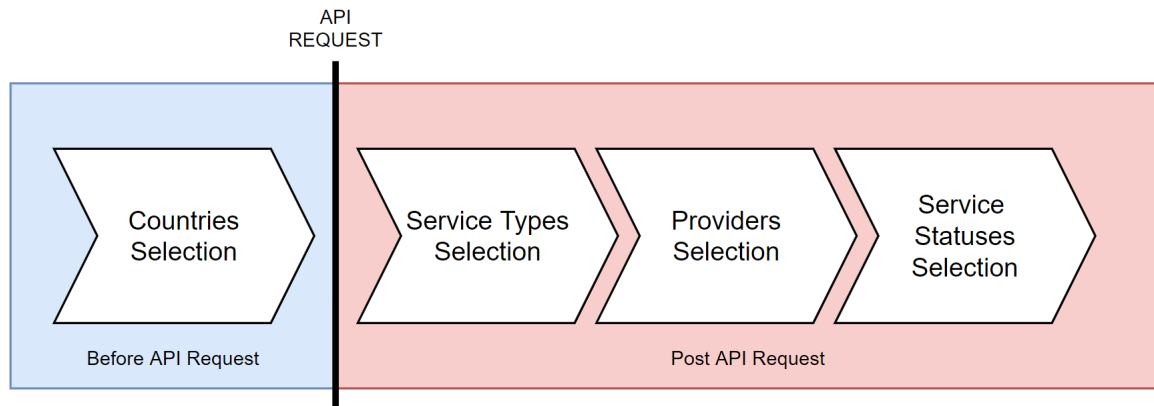 API
REQUEST
Countries
Selection
Service Types
Selection
Providers
Selection
Service
Statuses
Selection
Before API Request
Post API Request